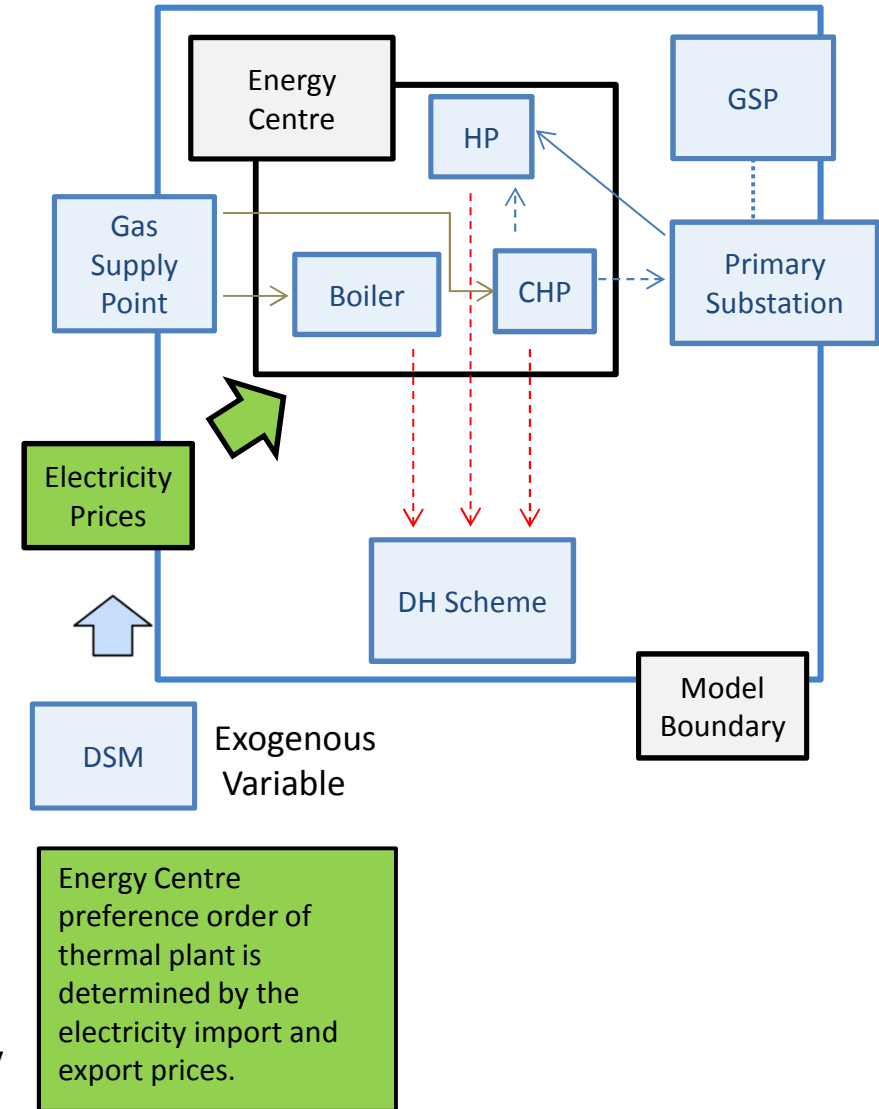 Energy
Centre
HP
GSP
Gas
Supply
Point
Boiler
CHP
Primary
Substation
Electricity
Prices
DH Scheme
Model
Boundary
DSM
Exogenous
Variable
Energy Centre
preference order of
thermal plant is
determined by the
electricity import and
export prices.